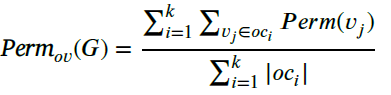 $Perm_{ov}(G) = \frac{\sum_{i=1}^{k} \sum_{v_j \in oc_i} Perm(v_j)}{\sum_{i=1}^{k} |oc_i|}$